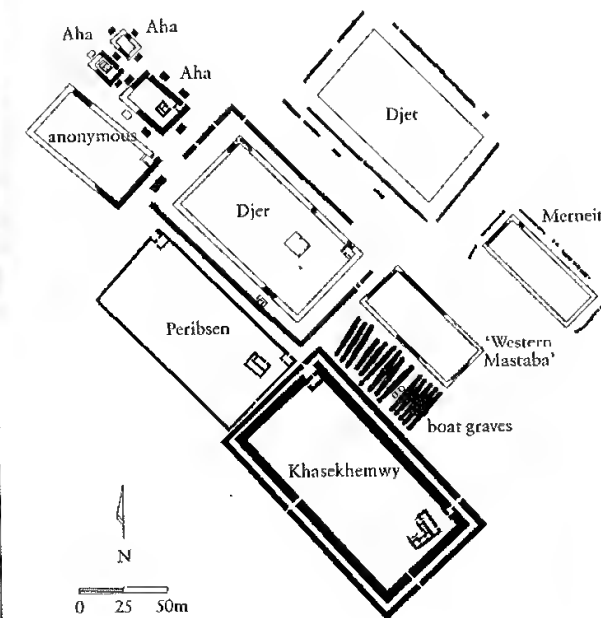 Aha
Aha
Aha
anonymous
Djet
Djer
Merneit
Peribsen
'Western
Mastaba'
boat graves
Khasekhemwy
N
0 25 50m